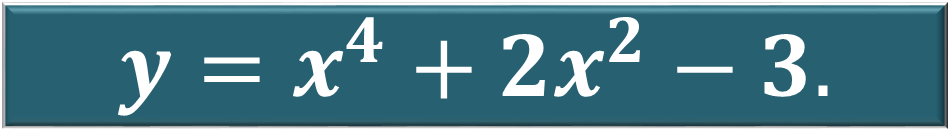 y = x⁴ + 2x² − 3.